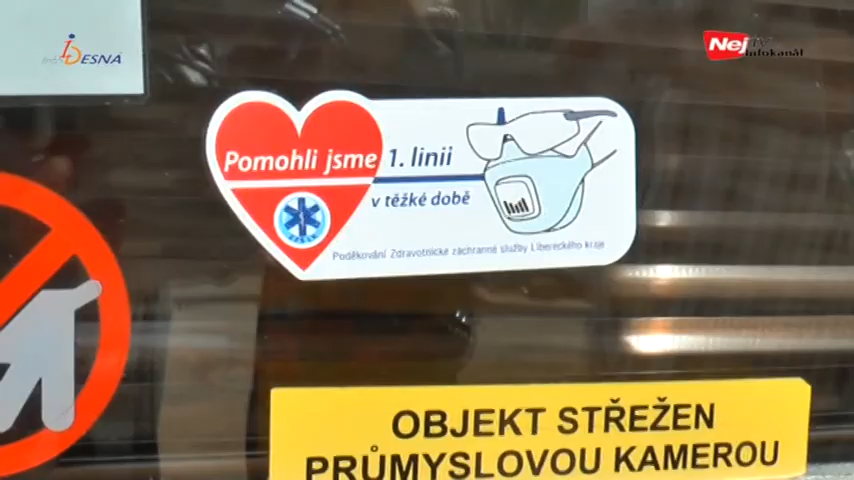 DESNÁ
Nej TV
infokanál
Pomohli jsme 1. linii
v těžké době
Poděkování Zdravotnické záchranné služby Libereckého kraje
OBJEKT STŘEŽEN
PRŮMYSLOVOU KAMEROU